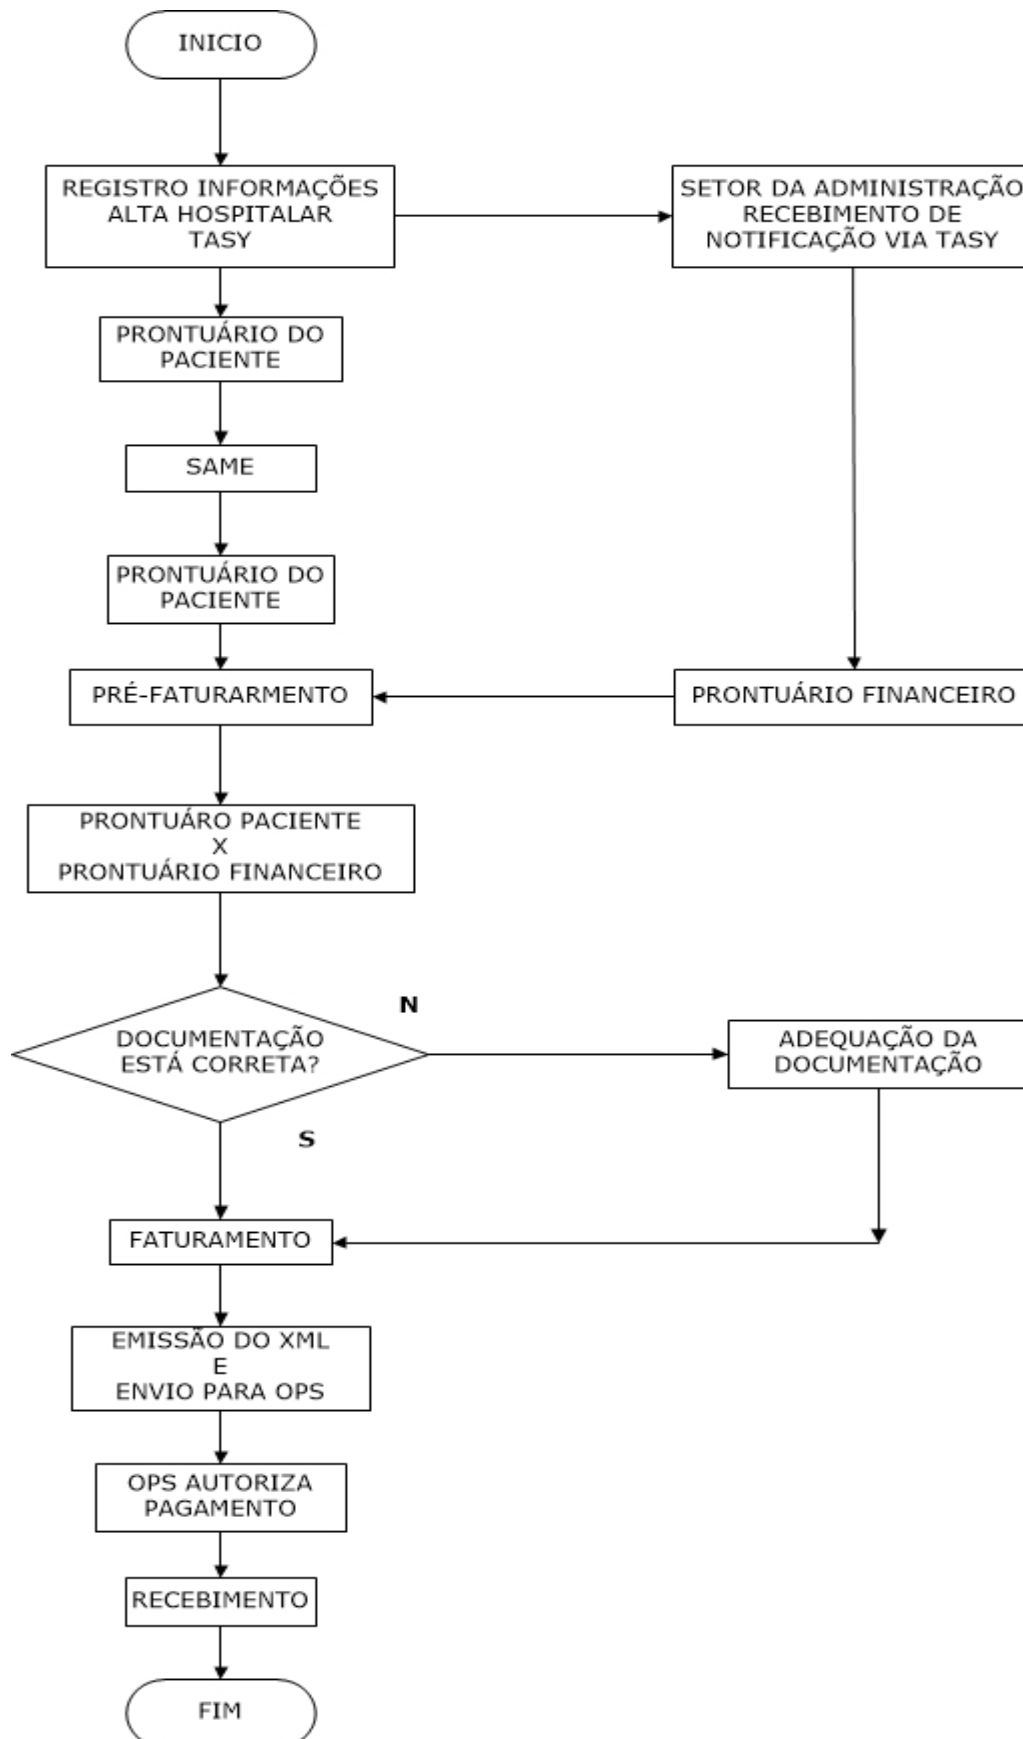 INICIO
REGISTRO INFORMAÇÕES
ALTA HOSPITALAR
TASY
SETOR DA ADMINISTRAÇÃO
RECEBIMENTO DE
NOTIFICAÇÃO VIA TASY
PRONTUÁRIO DO
PACIENTE
SAME
PRONTUÁRIO DO
PACIENTE
PRÉ-FATURARMENTO
PRONTUÁRIO FINANCEIRO
PRONTUÁRO PACIENTE
X
PRONTUÁRIO FINANCEIRO
N
DOCUMENTAÇÃO
ESTÁ CORRETA?
ADEQUAÇÃO DA
DOCUMENTAÇÃO
S
FATURAMENTO
EMISSÃO DO XML
E
ENVIO PARA OPS
OPS AUTORIZA
PAGAMENTO
RECEBIMENTO
FIM